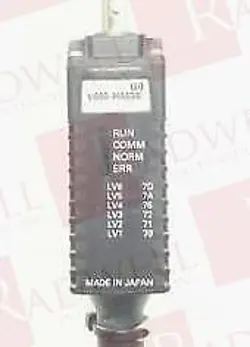 RUN
COMM
NORM
ERR
LV6 7D
LV5 7A
LV4 76
LV3 72
LV2 71
LV1 70
MADE IN JAPAN
RADWELL